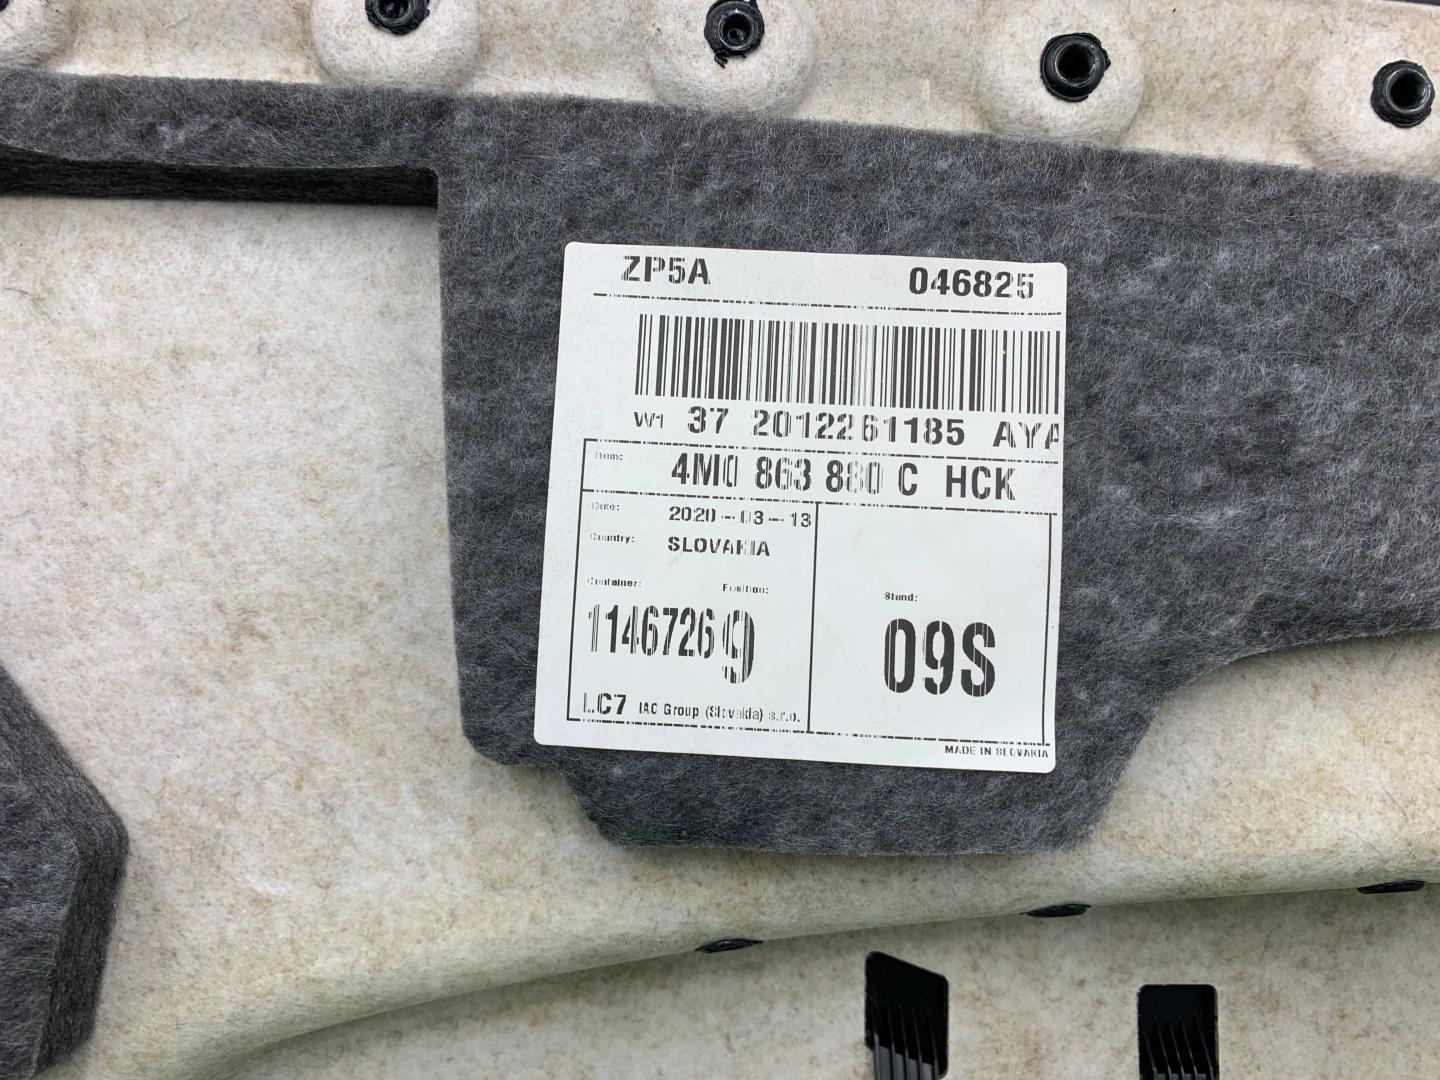 ZP5A 046825
W1 37 2012261185 AYA
Item: 4M0 863 880 C HCK
Date: 2020-03-13
Country: SLOVAKIA
Container: Position: Stand:
1146726 9 09S
LC7 IAC Group (Slovakia) s.r.o.
MADE IN SLOVAKIA